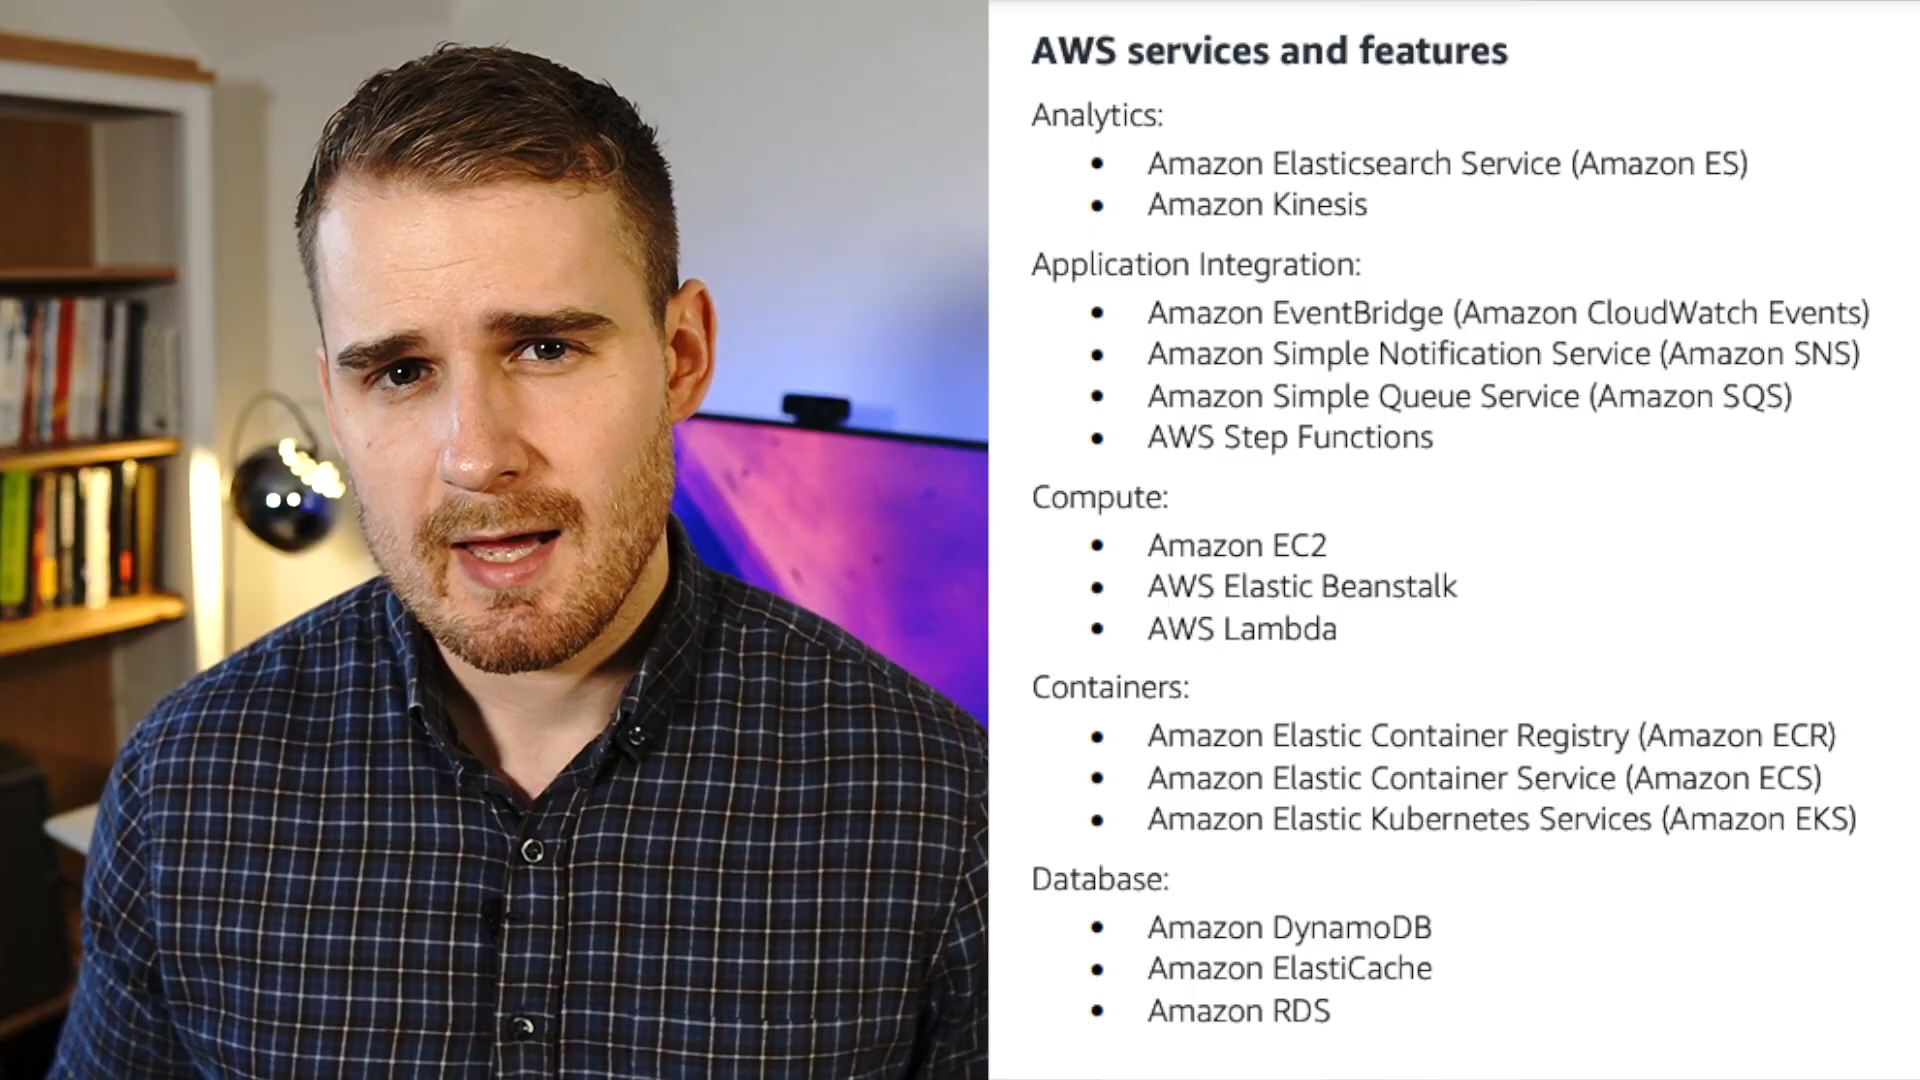 AWS services and features
Analytics:
• Amazon Elasticsearch Service (Amazon ES)
• Amazon Kinesis
Application Integration:
• Amazon EventBridge (Amazon CloudWatch Events)
• Amazon Simple Notification Service (Amazon SNS)
• Amazon Simple Queue Service (Amazon SQS)
• AWS Step Functions
Compute:
• Amazon EC2
• AWS Elastic Beanstalk
• AWS Lambda
Containers:
• Amazon Elastic Container Registry (Amazon ECR)
• Amazon Elastic Container Service (Amazon ECS)
• Amazon Elastic Kubernetes Services (Amazon EKS)
Database:
• Amazon DynamoDB
• Amazon ElastiCache
• Amazon RDS